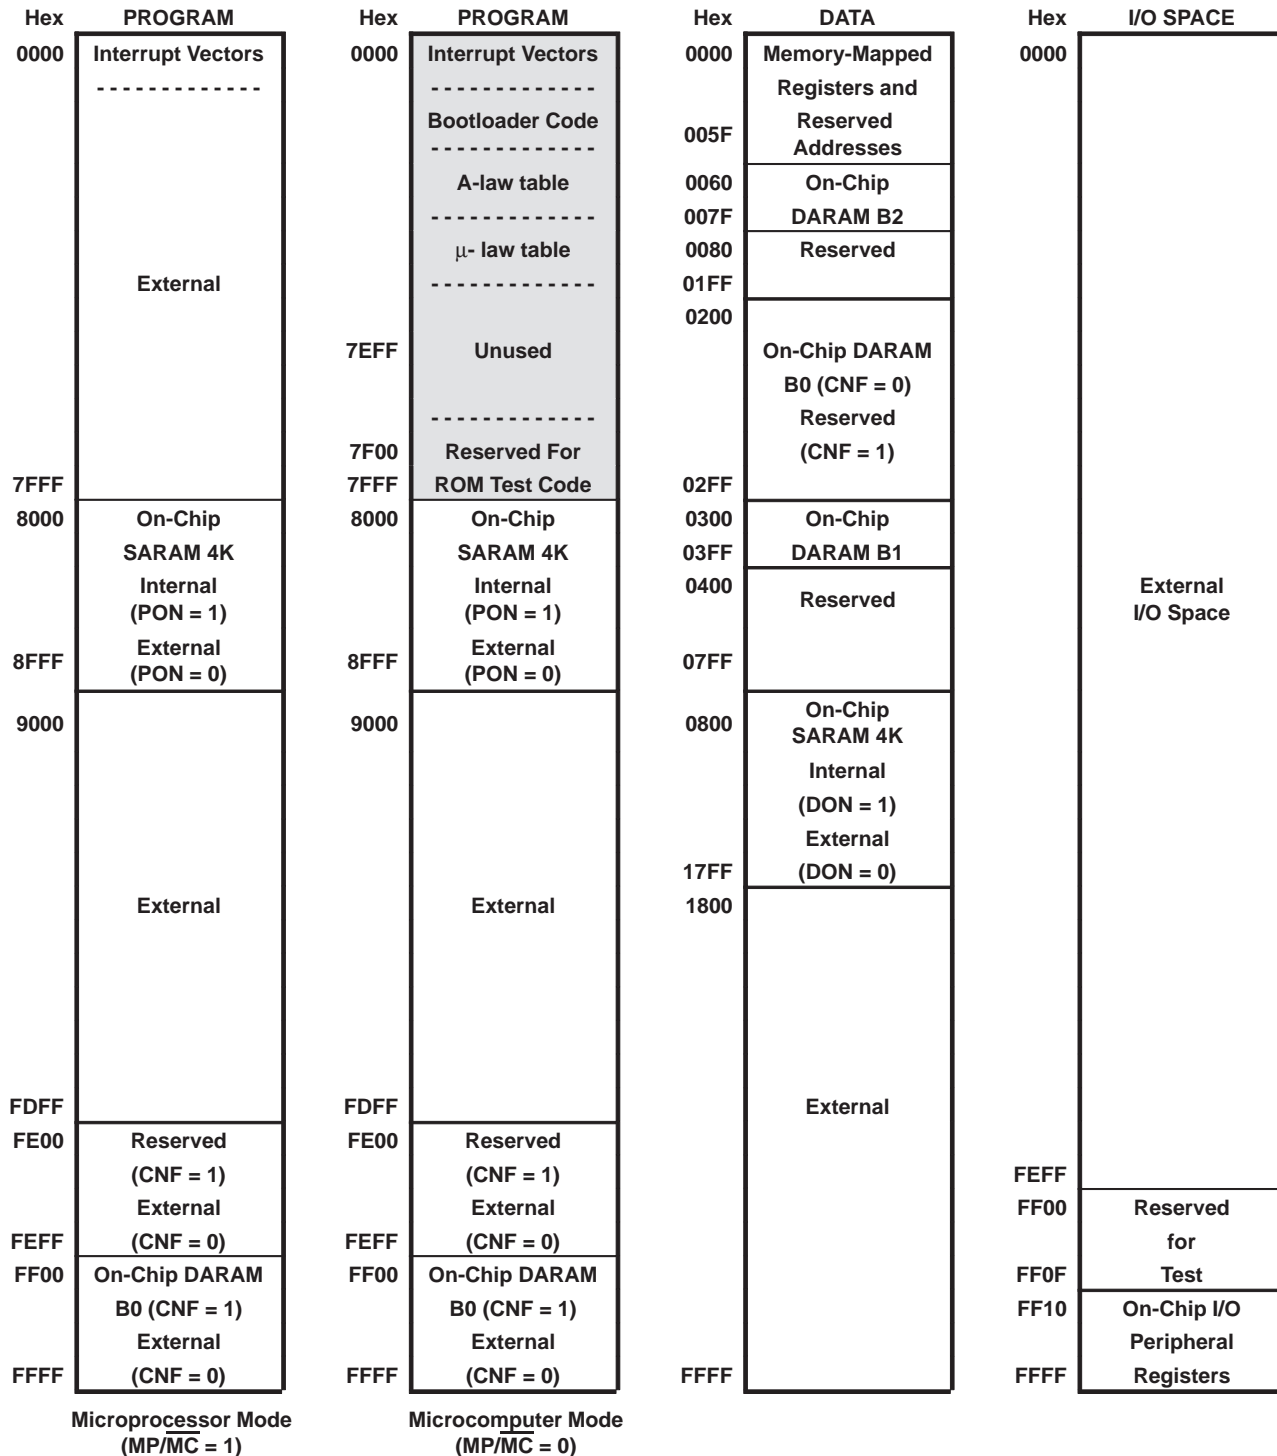 Hex PROGRAM
0000 Interrupt Vectors
External
7FFF
8000 On-Chip
SARAM 4K
Internal
(PON = 1)
External
8FFF (PON = 0)
9000
External
FDFF
FE00 Reserved
(CNF = 1)
External
FEFF (CNF = 0)
FF00 On-Chip DARAM
B0 (CNF = 1)
External
FFFF (CNF = 0)
Microprocessor Mode
(MP/M̅C̅ = 1)
Hex PROGRAM
0000 Interrupt Vectors
Bootloader Code
A-law table
μ- law table
7EFF Unused
7F00 Reserved For
7FFF ROM Test Code
8000 On-Chip
SARAM 4K
Internal
(PON = 1)
External
8FFF (PON = 0)
9000
External
FDFF
FE00 Reserved
(CNF = 1)
External
FEFF (CNF = 0)
FF00 On-Chip DARAM
B0 (CNF = 1)
External
FFFF (CNF = 0)
Microcomputer Mode
(MP/M̅C̅ = 0)
Hex DATA
0000 Memory-Mapped
Registers and
Reserved
005F
Addresses
0060 On-Chip
007F DARAM B2
0080 Reserved
01FF
0200
On-Chip DARAM
B0 (CNF = 0)
Reserved
(CNF = 1)
02FF
0300 On-Chip
03FF DARAM B1
0400
Reserved
07FF
On-Chip
0800
SARAM 4K
Internal
(DON = 1)
External
17FF (DON = 0)
1800
External
FFFF
Hex I/O SPACE
0000
External
I/O Space
FEFF
FF00 Reserved
for
FF0F Test
FF10 On-Chip I/O
Peripheral
FFFF Registers